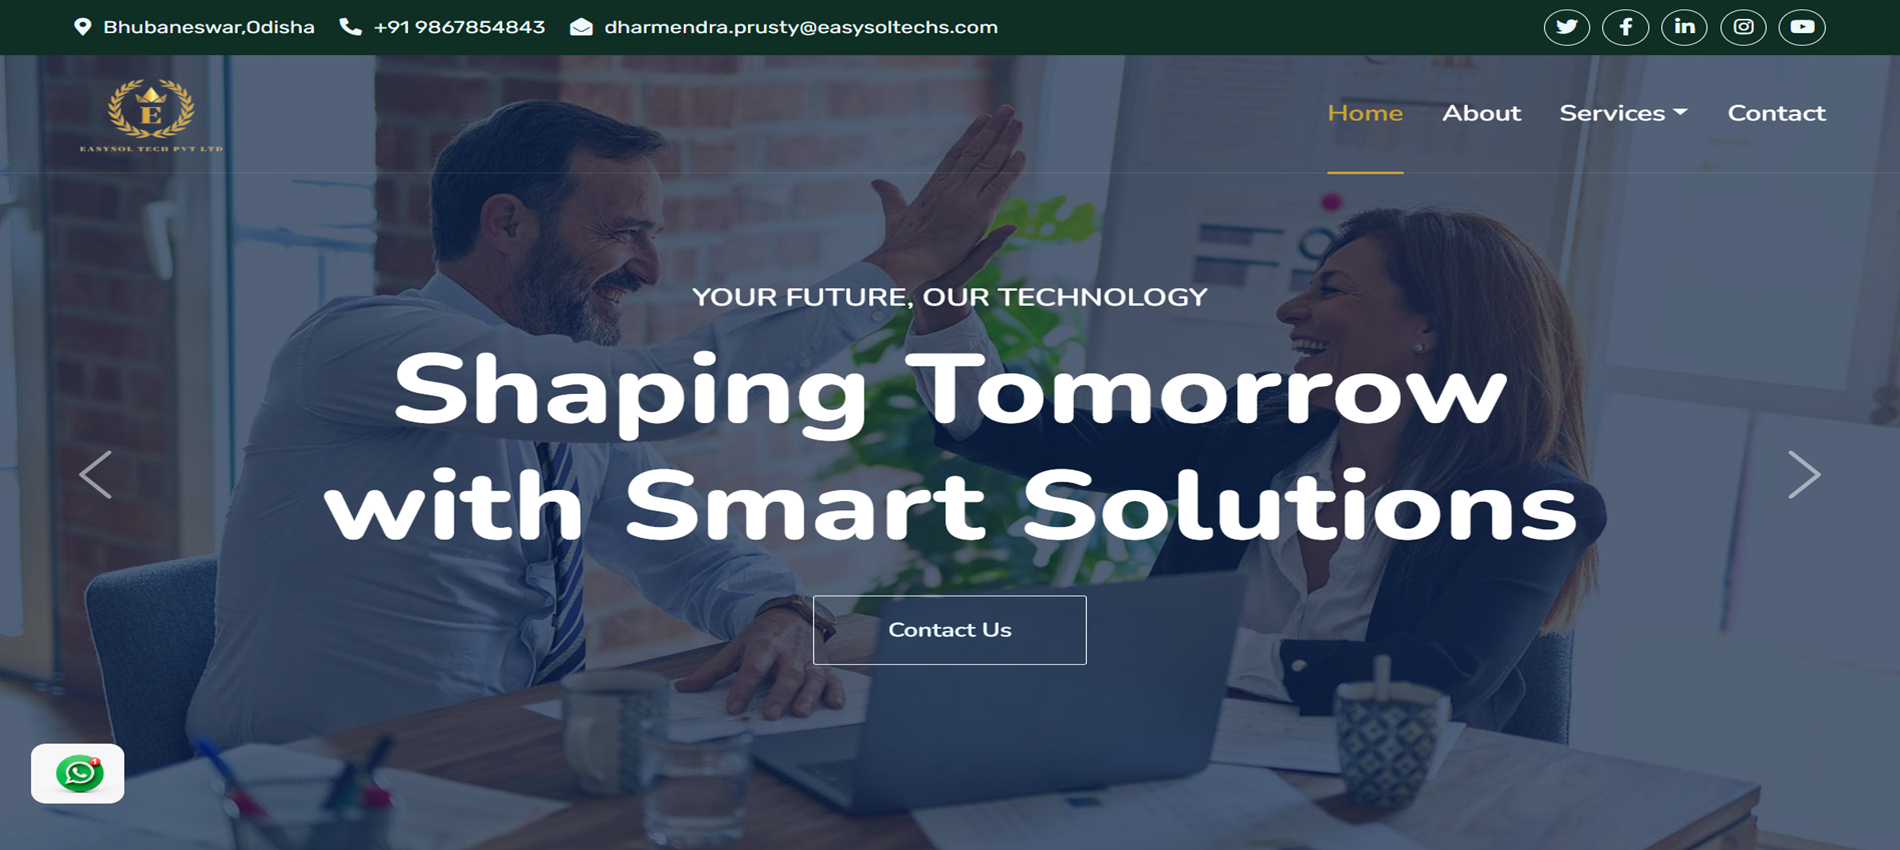 Bhubaneswar,Odisha +91 9867854843 dharmendra.prusty@easysoltechs.com
E
EASYSOL TECH PVT LTD
Home About Services Contact
YOUR FUTURE, OUR TECHNOLOGY
Shaping Tomorrow
with Smart Solutions
Contact Us
1